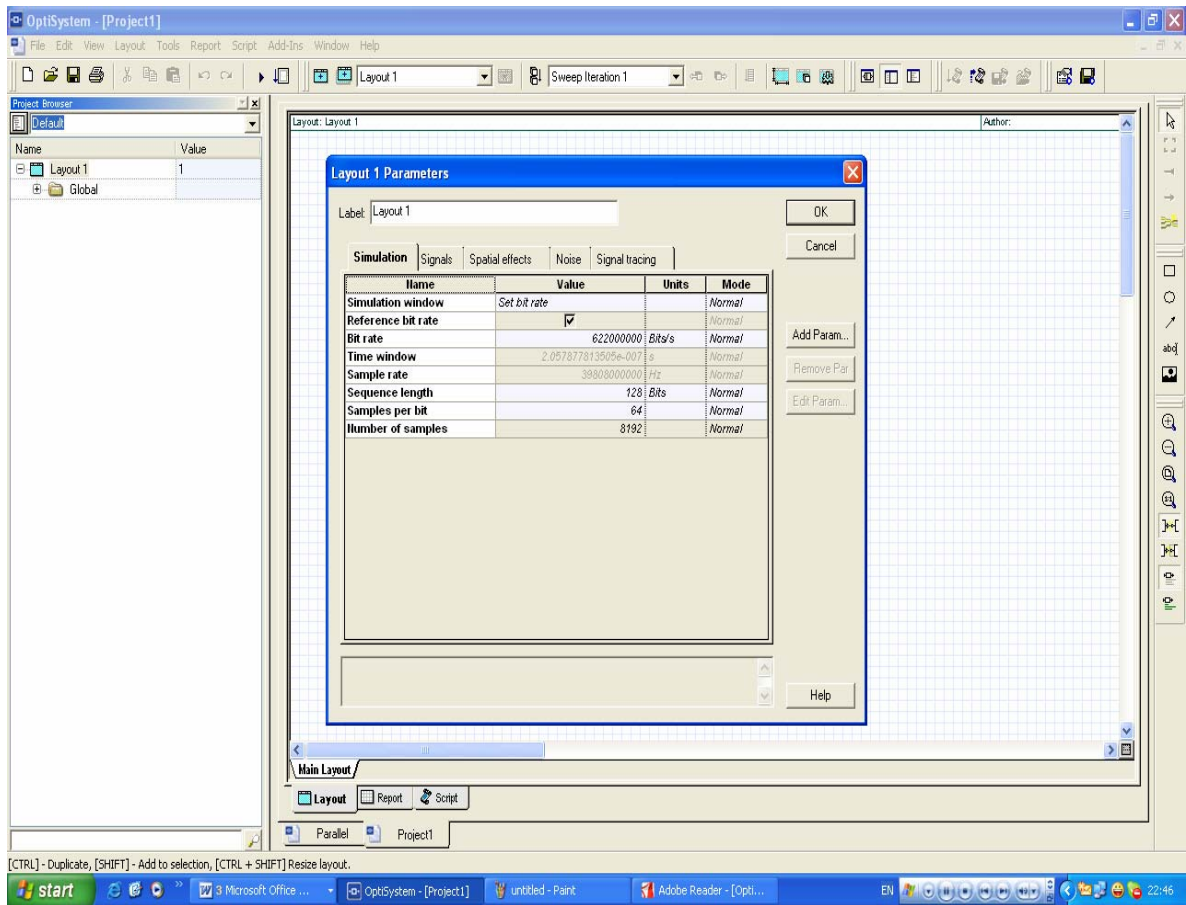 OptiSystem - [Project1]
File Edit View Layout Tools Report Script Add-Ins Window Help
Layout 1
Sweep Iteration 1
Project Browser
Default
Name Value
Layout 1 1
Global
Layout: Layout 1 Author:
Layout 1 Parameters
Label: Layout 1
OK
Cancel
Simulation Signals Spatial effects Noise Signal tracing
Name Value Units Mode
Simulation window Set bit rate Normal
Reference bit rate Normal
Bit rate 622000000 Bits/s Normal
Time window 2.057877813505e-007 s Normal
Sample rate 39808000000 Hz Normal
Sequence length 128 Bits Normal
Samples per bit 64 Normal
Number of samples 8192 Normal
Add Param...
Remove Par
Edit Param...
Help
Main Layout
Layout Report Script
Parallel Project1
[CTRL] - Duplicate, [SHIFT] - Add to selection, [CTRL + SHIFT] Resize layout.
start 3 Microsoft Office ... OptiSystem - [Project1] untitled - Paint Adobe Reader - [Opti... EN 22:46